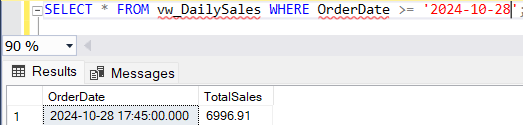 SELECT * FROM vw_DailySales WHERE OrderDate >= '2024-10-28';
90 %
Results Messages
OrderDate TotalSales
1 2024-10-28 17:45:00.000 6996.91